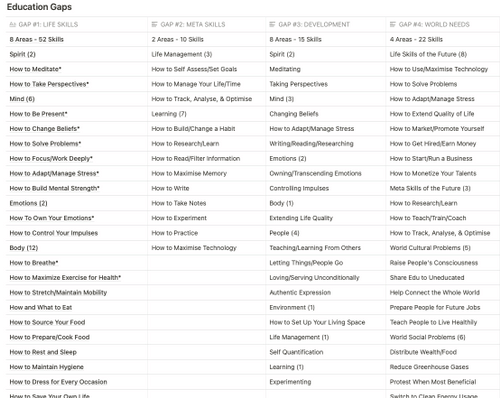 Education Gaps
GAP #1: LIFE SKILLS GAP #2: META SKILLS GAP #3: DEVELOPMENT GAP #4: WORLD NEEDS
8 Areas - 52 Skills 2 Areas - 10 Skills 8 Areas - 15 Skills 4 Areas - 22 Skills
Spirit (2) Life Management (3) Spirit (2) Life Skills of the Future (8)
How to Meditate* How to Self Assess/Set Goals Meditating How to Use/Maximise Technology
How to Take Perspectives* How to Manage Your Life/Time Taking Perspectives How to Solve Problems
Mind (6) How to Track, Analyse, & Optimise Mind (3) How to Adapt/Manage Stress
How to Be Present* Learning (7) Changing Beliefs How to Extend Quality of Life
How to Change Beliefs* How to Build/Change a Habit How to Adapt/Manage Stress How to Market/Promote Yourself
How to Solve Problems* How to Research/Learn Writing/Reading/Researching How to Get Hired/Earn Money
How to Focus/Work Deeply* How to Read/Filter Information Emotions (2) How to Start/Run a Business
How to Adapt/Manage Stress* How to Maximise Memory Owning/Transcending Emotions How to Monetize Your Talents
How to Build Mental Strength* How to Write Controlling Impulses Meta Skills of the Future (3)
Emotions (2) How to Take Notes Body (1) How to Research/Learn
How To Own Your Emotions* How to Experiment Extending Life Quality How to Teach/Train/Coach
How to Control Your Impulses How to Practice People (4) How to Track, Analyse, & Optimise
Body (12) How to Maximise Technology Teaching/Learning From Others World Cultural Problems (5)
How to Breathe* Letting Things/People Go Raise People's Consciousness
How to Maximize Exercise for Health* Loving/Serving Unconditionally Share Edu to Uneducated
How to Stretch/Maintain Mobility Authentic Expression Help Connect the Whole World
How and What to Eat Environment (1) Prepare People for Future Jobs
How to Source Your Food How to Set Up Your Living Space Teach People to Live Healthily
How to Prepare/Cook Food Life Management (1) World Social Problems (6)
How to Rest and Sleep Self Quantification Distribute Wealth/Food
How to Maintain Hygiene Learning (1) Reduce Greenhouse Gases
How to Dress for Every Occasion Experimenting Protest When Most Beneficial
How to Save Your Own Life Switch to Clean Energy Usage